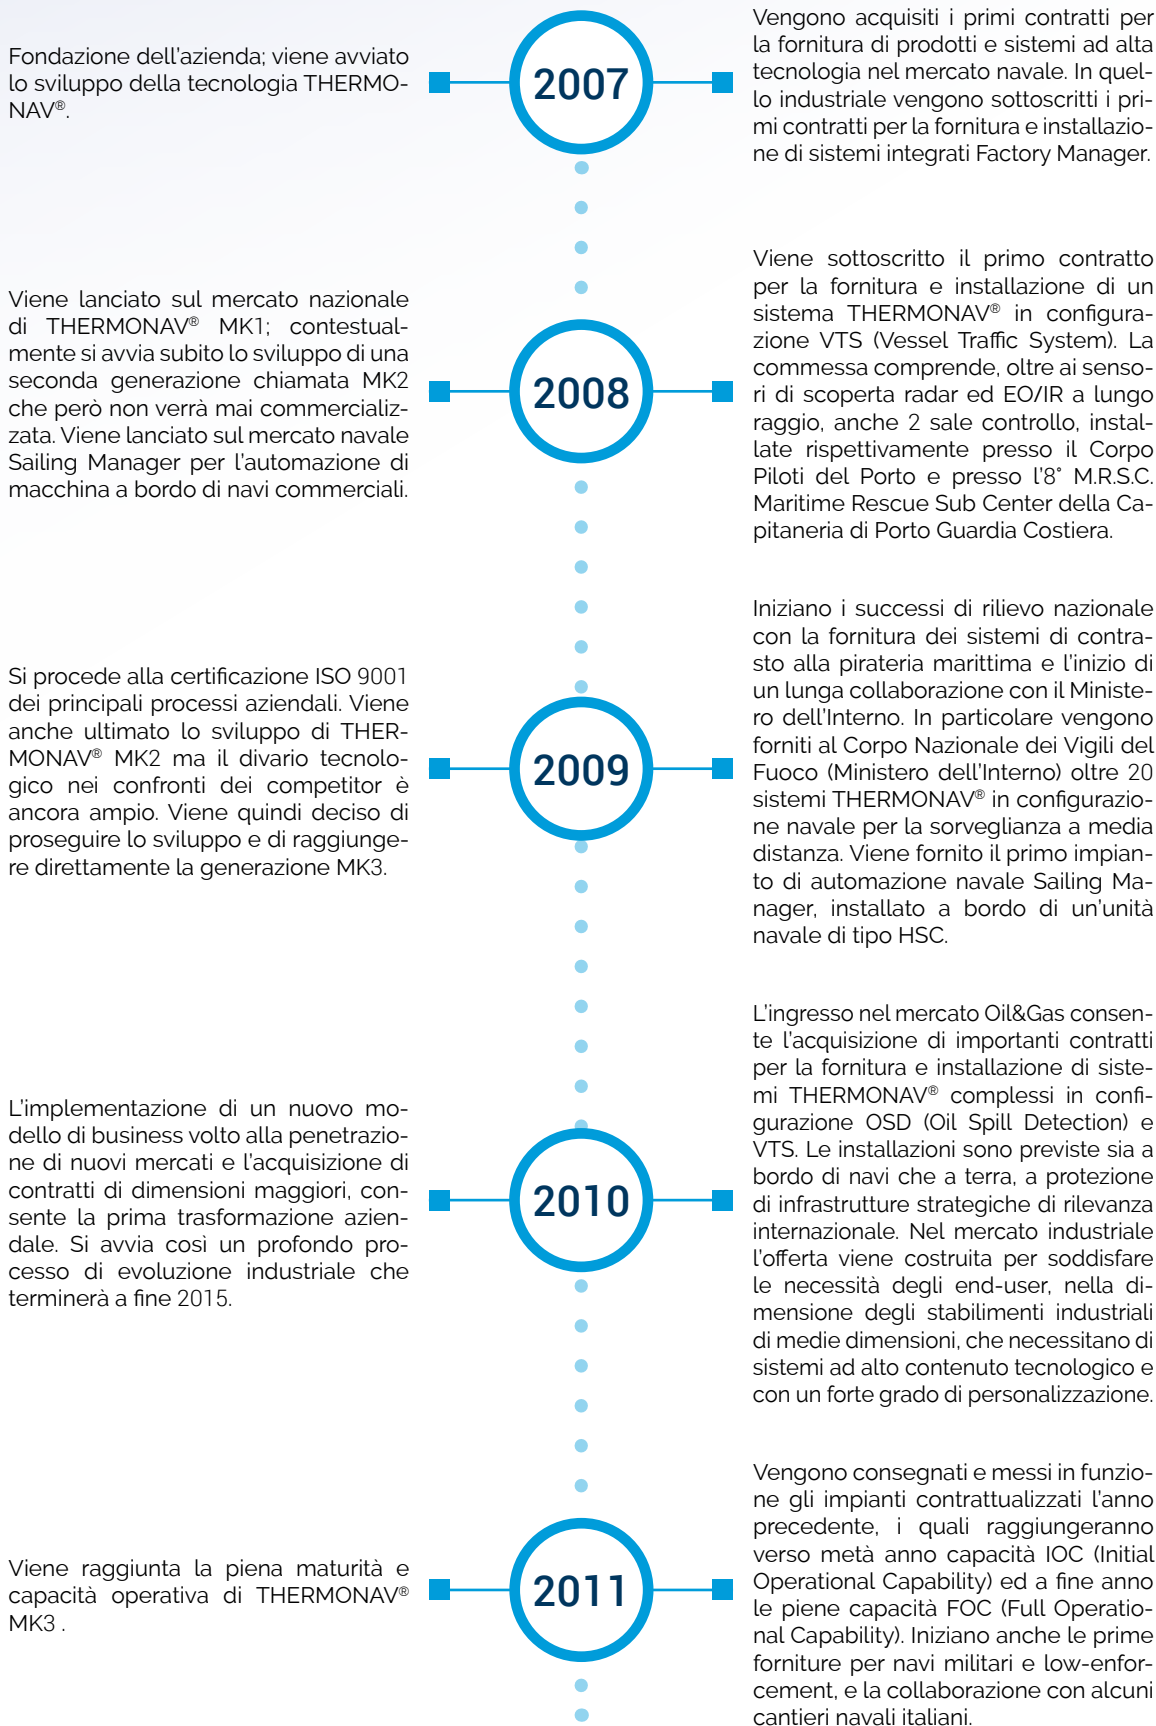 Fondazione dell'azienda; viene avviato
lo sviluppo della tecnologia THERMO-
NAV®.
2007
Vengono acquisiti i primi contratti per
la fornitura di prodotti e sistemi ad alta
tecnologia nel mercato navale. In quel-
lo industriale vengono sottoscritti i pri-
mi contratti per la fornitura e installazio-
ne di sistemi integrati Factory Manager.
Viene lanciato sul mercato nazionale
di THERMONAV® MK1; contestual-
mente si avvia subito lo sviluppo di una
seconda generazione chiamata MK2
che però non verrà mai commercializ-
zata. Viene lanciato sul mercato navale
Sailing Manager per l'automazione di
macchina a bordo di navi commerciali.
2008
Viene sottoscritto il primo contratto
per la fornitura e installazione di un
sistema THERMONAV® in configura-
zione VTS (Vessel Traffic System). La
commessa comprende, oltre ai senso-
ri di scoperta radar ed EO/IR a lungo
raggio, anche 2 sale controllo, instal-
late rispettivamente presso il Corpo
Piloti del Porto e presso l'8° M.R.S.C.
Maritime Rescue Sub Center della Ca-
pitaneria di Porto Guardia Costiera.
Si procede alla certificazione ISO 9001
dei principali processi aziendali. Viene
anche ultimato lo sviluppo di THER-
MONAV® MK2 ma il divario tecnolo-
gico nei confronti dei competitor è
ancora ampio. Viene quindi deciso di
proseguire lo sviluppo e di raggiunge-
re direttamente la generazione MK3.
2009
Iniziano i successi di rilievo nazionale
con la fornitura dei sistemi di contra-
sto alla pirateria marittima e l'inizio di
un lunga collaborazione con il Ministe-
ro dell'Interno. In particolare vengono
forniti al Corpo Nazionale dei Vigili del
Fuoco (Ministero dell'Interno) oltre 20
sistemi THERMONAV® in configurazio-
ne navale per la sorveglianza a media
distanza. Viene fornito il primo impian-
to di automazione navale Sailing Ma-
nager, installato a bordo di un'unità
navale di tipo HSC.
L'implementazione di un nuovo mo-
dello di business volto alla penetrazio-
ne di nuovi mercati e l'acquisizione di
contratti di dimensioni maggiori, con-
sente la prima trasformazione azien-
dale. Si avvia così un profondo pro-
cesso di evoluzione industriale che
terminerà a fine 2015.
2010
L'ingresso nel mercato Oil&Gas consen-
te l'acquisizione di importanti contratti
per la fornitura e installazione di siste-
mi THERMONAV® complessi in confi-
gurazione OSD (Oil Spill Detection) e
VTS. Le installazioni sono previste sia a
bordo di navi che a terra, a protezione
di infrastrutture strategiche di rilevanza
internazionale. Nel mercato industriale
l'offerta viene costruita per soddisfare
le necessità degli end-user, nella di-
mensione degli stabilimenti industriali
di medie dimensioni, che necessitano di
sistemi ad alto contenuto tecnologico e
con un forte grado di personalizzazione.
Viene raggiunta la piena maturità e
capacità operativa di THERMONAV®
MK3 .
2011
Vengono consegnati e messi in funzio-
ne gli impianti contrattualizzati l'anno
precedente, i quali raggiungeranno
verso metà anno capacità IOC (Initial
Operational Capability) ed a fine anno
le piene capacità FOC (Full Operatio-
nal Capability). Iniziano anche le prime
forniture per navi militari e low-enfor-
cement, e la collaborazione con alcuni
cantieri navali italiani.